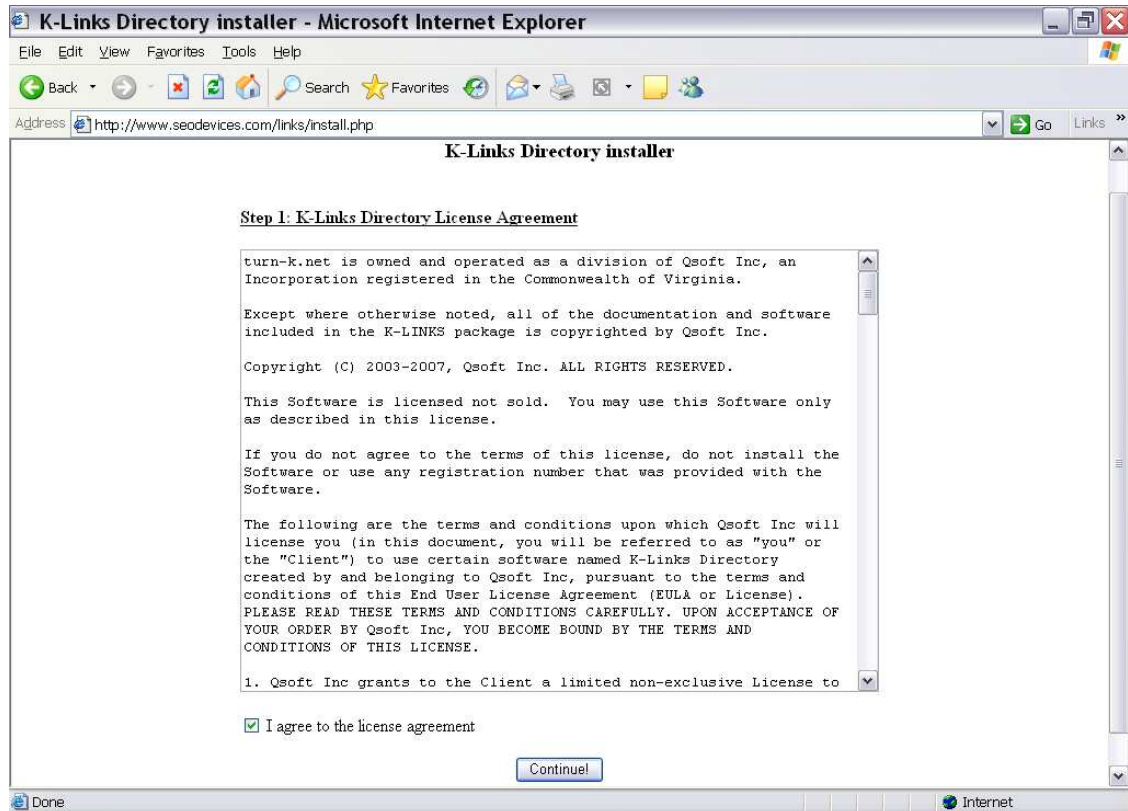 K-Links Directory installer - Microsoft Internet Explorer
File Edit View Favorites Tools Help
Back Search Favorites
Address http://www.seodevices.com/links/install.php Go Links »
K-Links Directory installer
Step 1: K-Links Directory License Agreement
turn-k.net is owned and operated as a division of Qsoft Inc, an
Incorporation registered in the Commonwealth of Virginia.
Except where otherwise noted, all of the documentation and software
included in the K-LINKS package is copyrighted by Qsoft Inc.
Copyright (C) 2003-2007, Qsoft Inc. ALL RIGHTS RESERVED.
This Software is licensed not sold.  You may use this Software only
as described in this license.
If you do not agree to the terms of this license, do not install the
Software or use any registration number that was provided with the
Software.
The following are the terms and conditions upon which Qsoft Inc will
license you (in this document, you will be referred to as "you" or
the "Client") to use certain software named K-Links Directory
created by and belonging to Qsoft Inc, pursuant to the terms and
conditions of this End User License Agreement (EULA or License).
PLEASE READ THESE TERMS AND CONDITIONS CAREFULLY. UPON ACCEPTANCE OF
YOUR ORDER BY Qsoft Inc, YOU BECOME BOUND BY THE TERMS AND
CONDITIONS OF THIS LICENSE.
1. Qsoft Inc grants to the Client a limited non-exclusive License to
I agree to the license agreement
Continue!
Done Internet